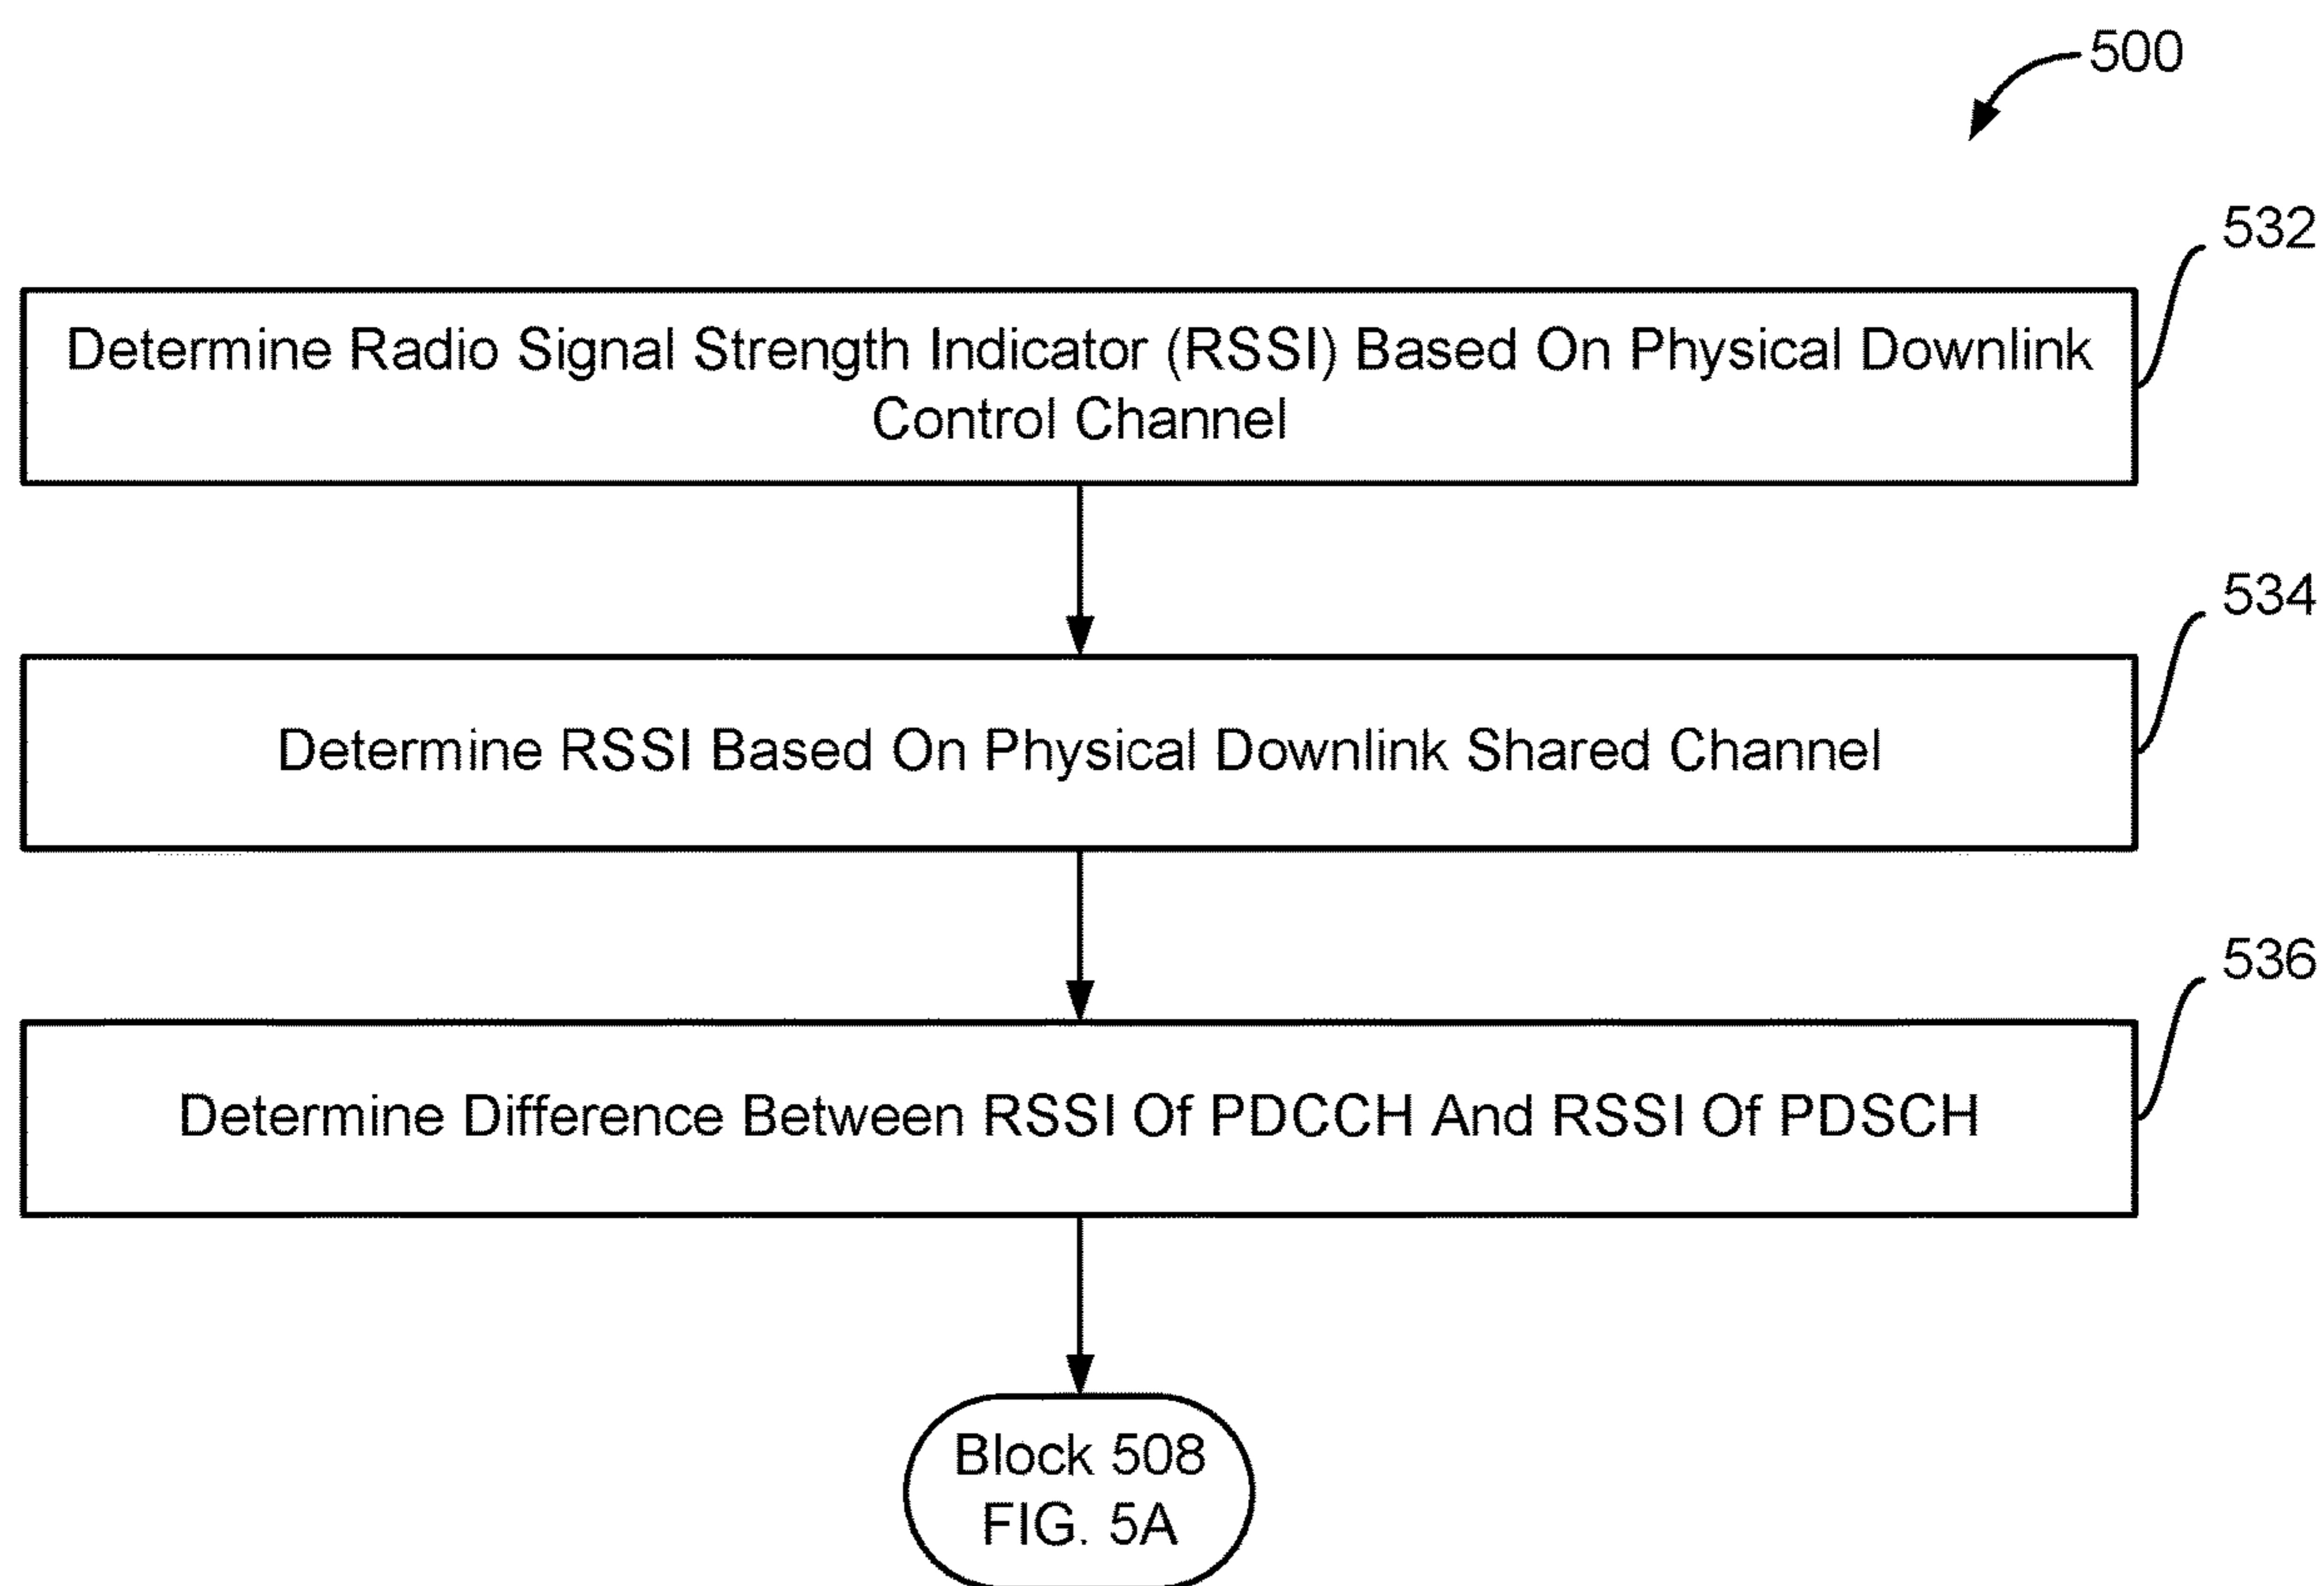 500
532
Determine Radio Signal Strength Indicator (RSSI) Based On Physical Downlink
Control Channel
534
Determine RSSI Based On Physical Downlink Shared Channel
536
Determine Difference Between RSSI Of PDCCH And RSSI Of PDSCH
Block 508
FIG. 5A